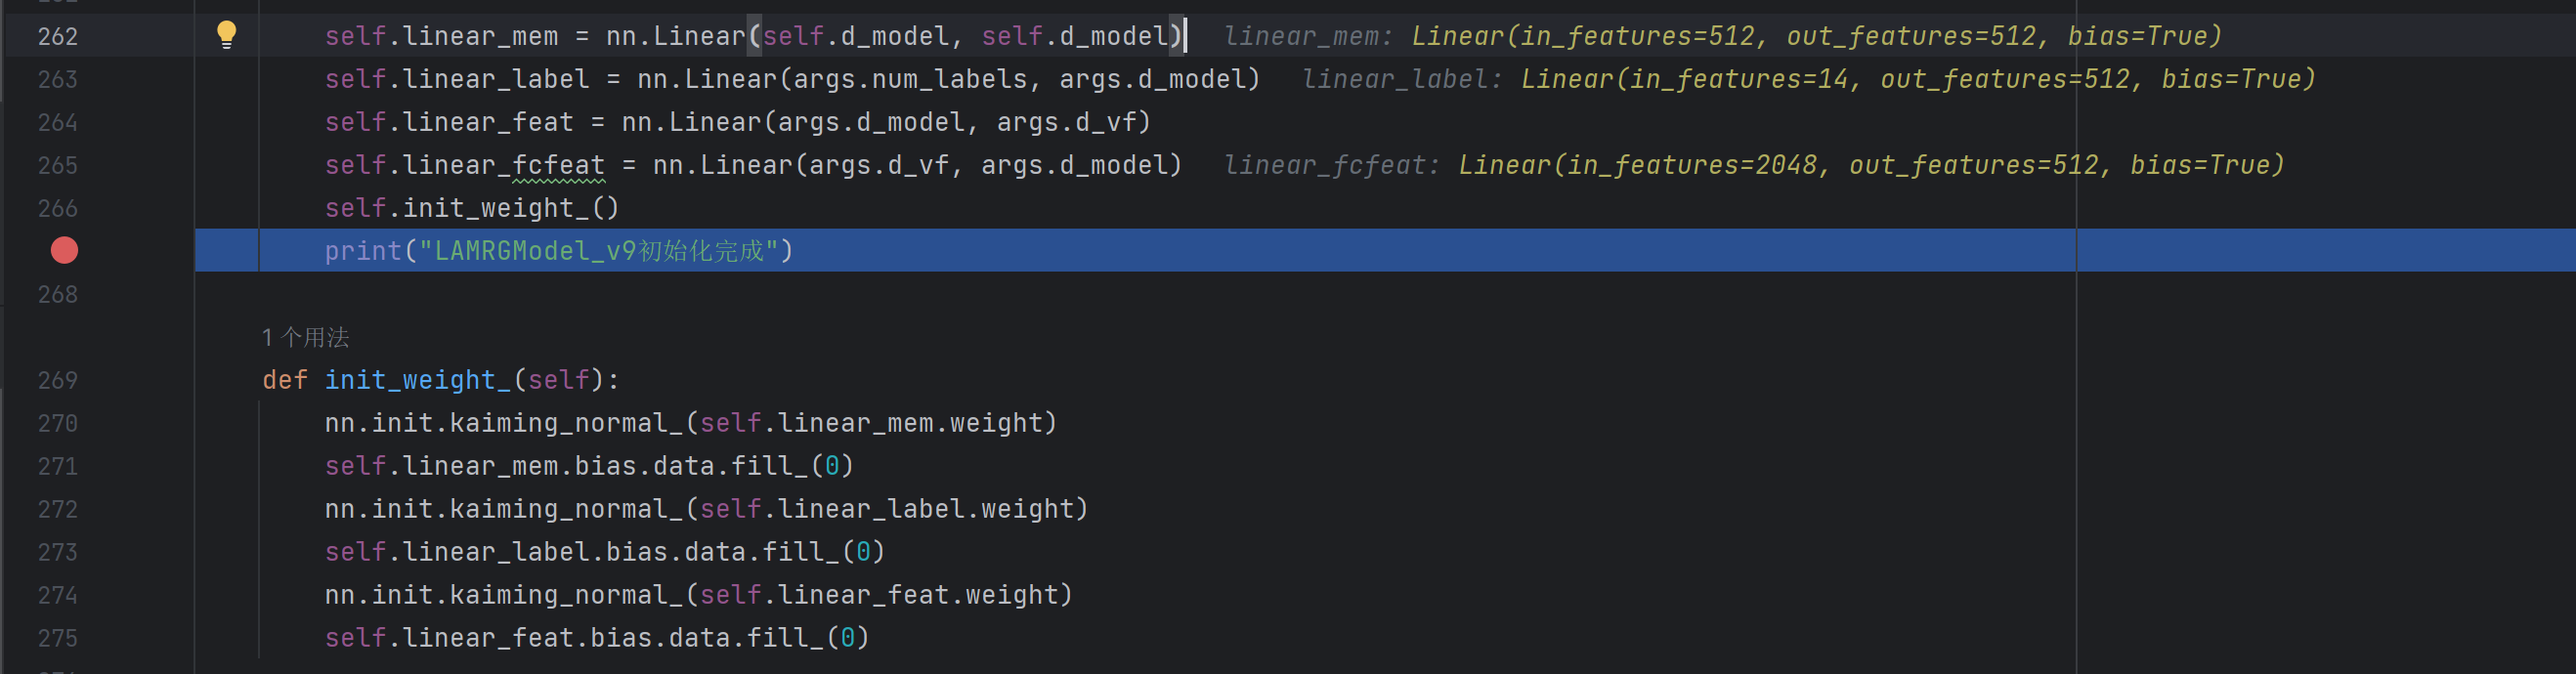 262 self.linear_mem = nn.Linear(self.d_model, self.d_model) linear_mem: Linear(in_features=512, out_features=512, bias=True)
263 self.linear_label = nn.Linear(args.num_labels, args.d_model) linear_label: Linear(in_features=14, out_features=512, bias=True)
264 self.linear_feat = nn.Linear(args.d_model, args.d_vf)
265 self.linear_fcfeat = nn.Linear(args.d_vf, args.d_model) linear_fcfeat: Linear(in_features=2048, out_features=512, bias=True)
266 self.init_weight_()
print("LAMRGModel_v9初始化完成")
268
1 个用法
269 def init_weight_(self):
270 nn.init.kaiming_normal_(self.linear_mem.weight)
271 self.linear_mem.bias.data.fill_(0)
272 nn.init.kaiming_normal_(self.linear_label.weight)
273 self.linear_label.bias.data.fill_(0)
274 nn.init.kaiming_normal_(self.linear_feat.weight)
275 self.linear_feat.bias.data.fill_(0)